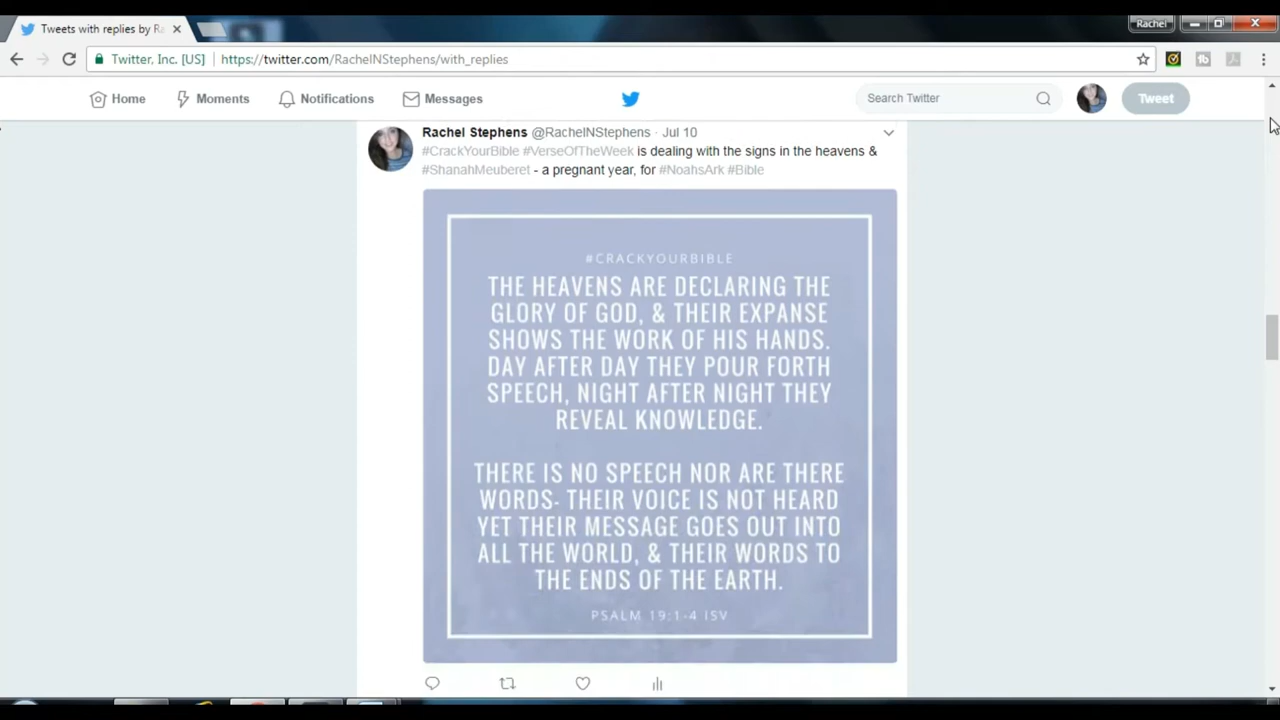 Tweets with replies by Ra
Rachel
Twitter, Inc. [US]
https://twitter.com/RachelNStephens/with_replies
Home
Moments
Notifications
Messages
Search Twitter
Tweet
Rachel Stephens @RachelNStephens · Jul 10
#CrackYourBible #VerseOfTheWeek is dealing with the signs in the heavens &
#ShanahMeuberet - a pregnant year, for #NoahsArk #Bible
#CRACKYOURBIBLE
THE HEAVENS ARE DECLARING THE
GLORY OF GOD, & THEIR EXPANSE
SHOWS THE WORK OF HIS HANDS.
DAY AFTER DAY THEY POUR FORTH
SPEECH, NIGHT AFTER NIGHT THEY
REVEAL KNOWLEDGE.
THERE IS NO SPEECH NOR ARE THERE
WORDS- THEIR VOICE IS NOT HEARD
YET THEIR MESSAGE GOES OUT INTO
ALL THE WORLD, & THEIR WORDS TO
THE ENDS OF THE EARTH.
PSALM 19:1-4 ISV